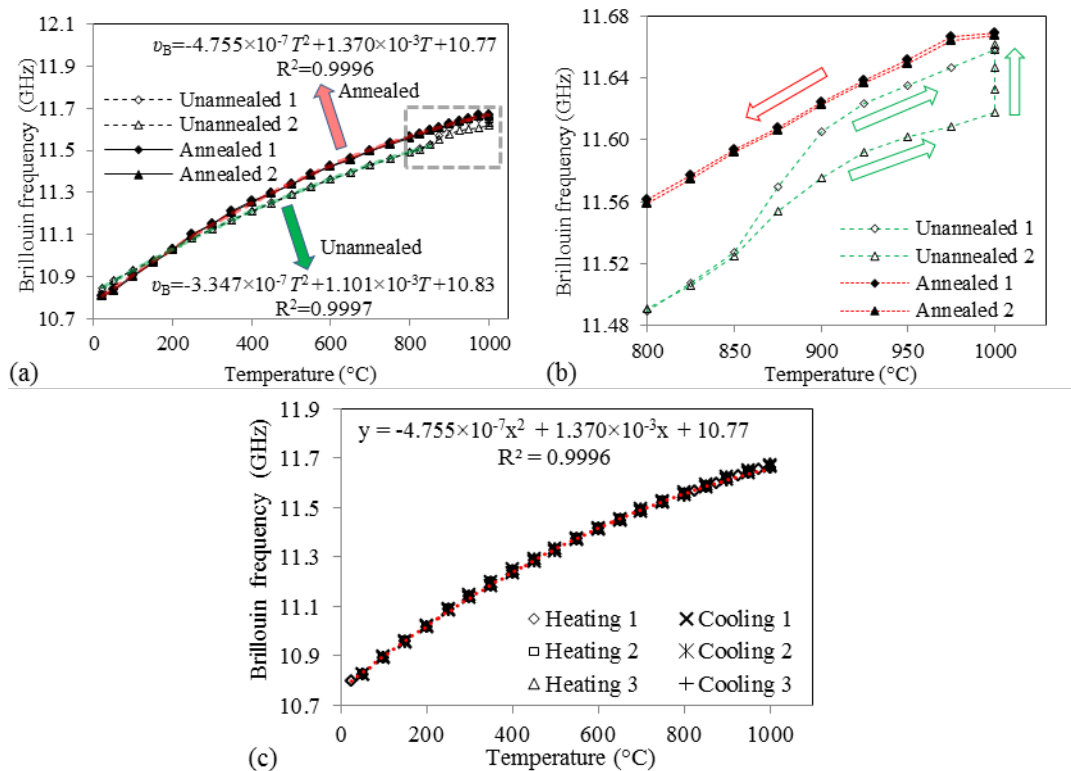 12.1
11.9
11.7
11.5
11.3
11.1
10.9
10.7
Brillouin frequency (GHz)
υB=-4.755×10-7 T2+1.370×10-3T+10.77
R2=0.9996
Annealed
Unannealed 1
Unannealed 2
Annealed 1
Annealed 2
Unannealed
υB=-3.347×10-7 T2+1.101×10-3T+10.83
R2=0.9997
0 200 400 600 800 1000
Temperature (°C)
(a)
11.68
11.64
11.60
11.56
11.52
11.48
Brillouin frequency (GHz)
Unannealed 1
Unannealed 2
Annealed 1
Annealed 2
800 850 900 950 1000
Temperature (°C)
(b)
11.9
11.7
11.5
11.3
11.1
10.9
10.7
Brillouin frequency (GHz)
y = -4.755×10-7x2 + 1.370×10-3x + 10.77
R2 = 0.9996
Heating 1 Cooling 1
Heating 2 Cooling 2
Heating 3 Cooling 3
0 200 400 600 800 1000
Temperature (°C)
(c)